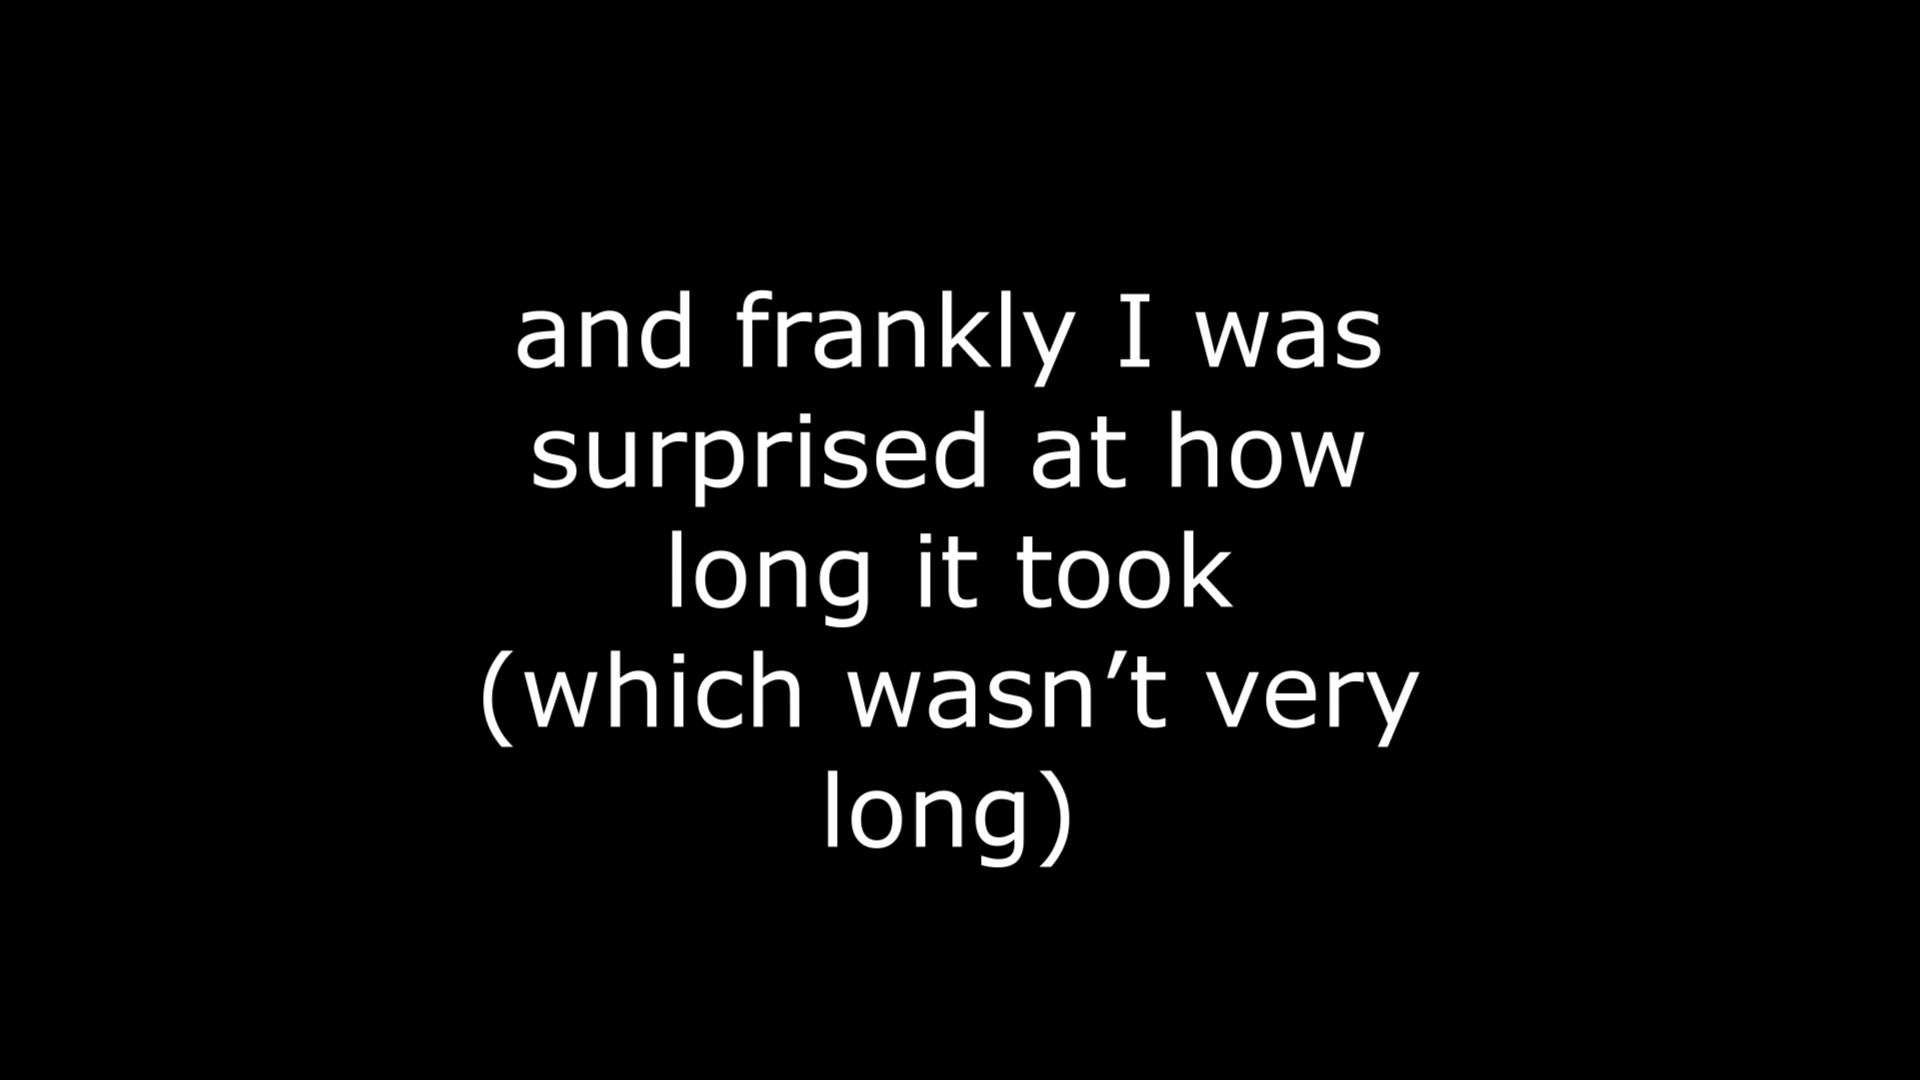 and frankly I was
surprised at how
long it took
(which wasn’t very
long)